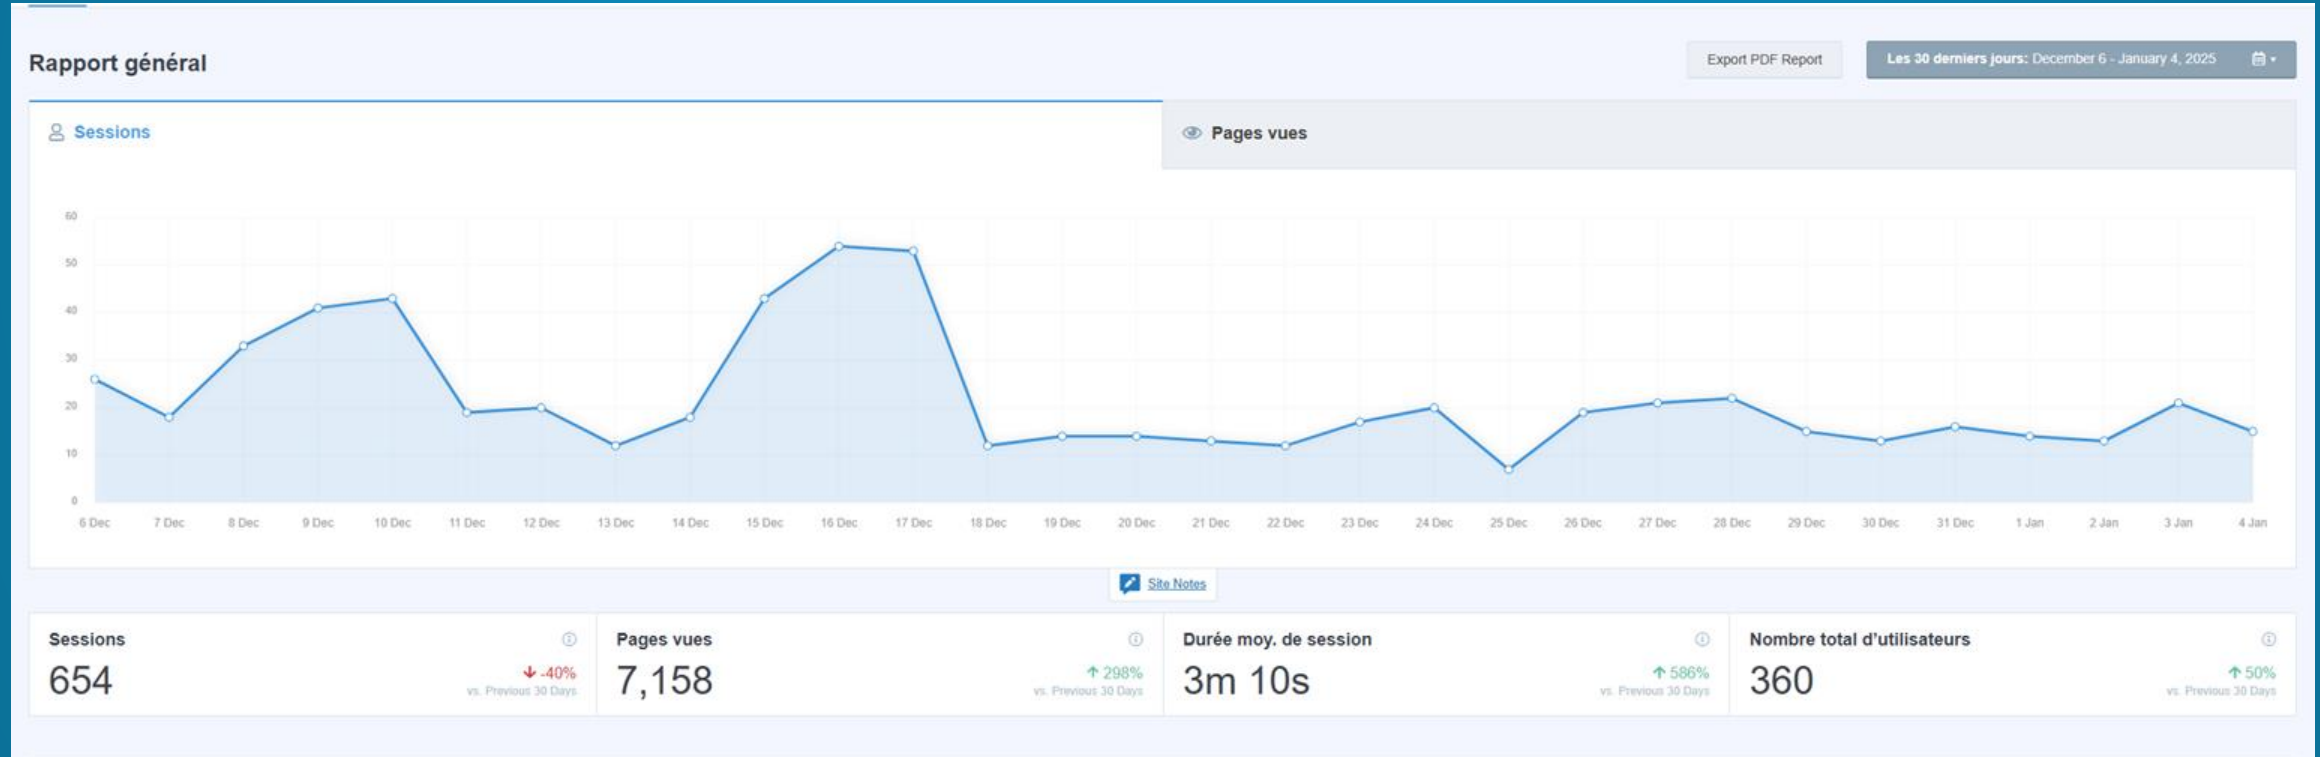 Rapport général
Export PDF Report
Les 30 derniers jours: December 6 - January 4, 2025
Sessions
Pages vues
60
50
40
30
20
10
0
6 Dec 7 Dec 8 Dec 9 Dec 10 Dec 11 Dec 12 Dec 13 Dec 14 Dec 15 Dec 16 Dec 17 Dec 18 Dec 19 Dec 20 Dec 21 Dec 22 Dec 23 Dec 24 Dec 25 Dec 26 Dec 27 Dec 28 Dec 29 Dec 30 Dec 31 Dec 1 Jan 2 Jan 3 Jan 4 Jan
Site Notes
Sessions
654
-40%
vs. Previous 30 Days
Pages vues
7,158
298%
vs. Previous 30 Days
Durée moy. de session
3m 10s
586%
vs. Previous 30 Days
Nombre total d'utilisateurs
360
50%
vs. Previous 30 Days